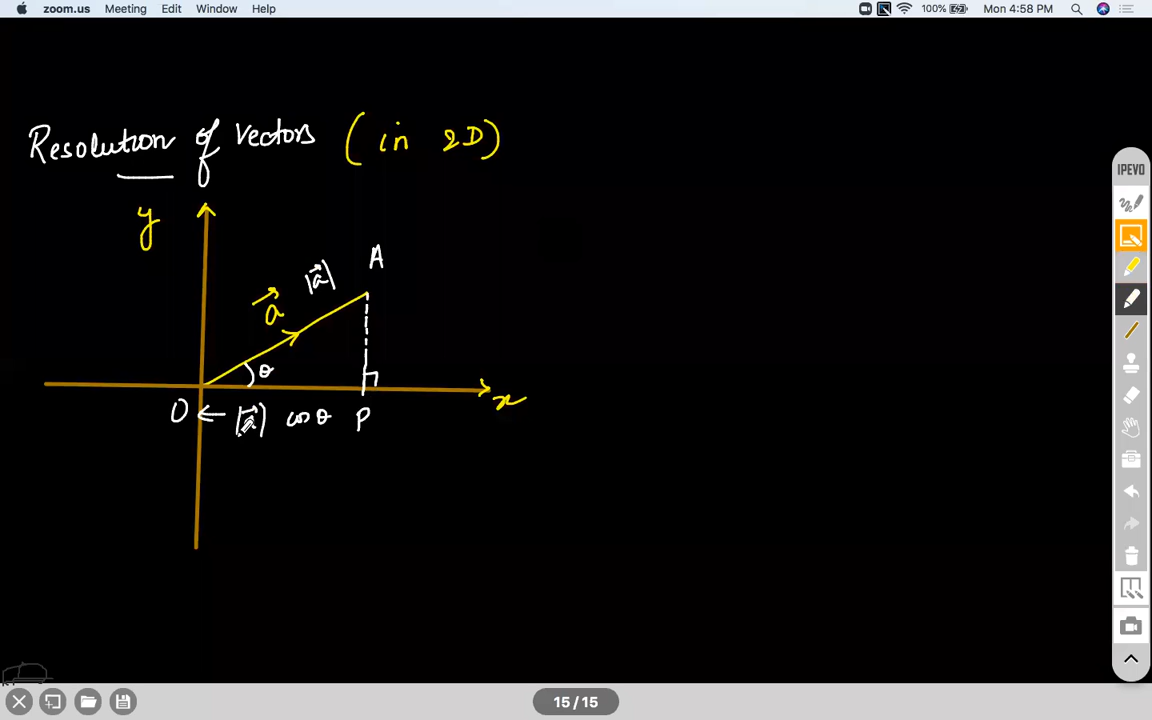 zoom.us Meeting Edit Window Help 100% Mon 4:58 PM
Resolution of Vectors (in 2D)
IPEVO
y
A
|a⃗|
a⃗
θ
x
O ← |a⃗| cosθ P
15/15